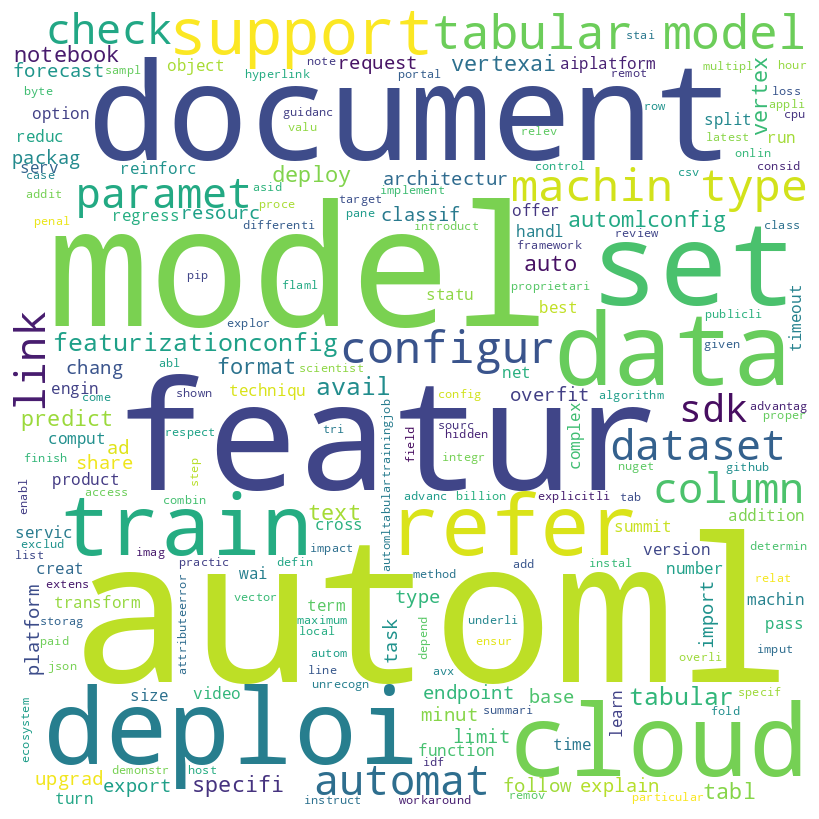 check support tabular model
notebook document stai
forecast object request vertexai aiplatform remot multipl hour
sampl hyperlink note portal
byte option guidanc row vertex loss
reduc valu relev split appli cpu
packag reinforc architectur control run latest
serv deploy implement machin type onlin consid
case paramet asid classif csv
addit regress resourc proce target offer automlconfig
penal differenti pane introduct handl review class
model auto framework set
pip flaml statu proprietari timeout
explor best publicli
link featurizationconfig configur data given
chang abl format scientist avail net
engin shown techniqu config overfit complex algorithm sdk advantag
predict come featur proper
comput respect tri sourc hidden dataset
ad finish step field integr nuget github
share product access combin
enabl text advanc billion explicitli tab column
train automltabulartrainingjob refer addition
servic cross summit
exclud list imag practic impact version determin
creat extens wai defin method add instal number relat
platform transform attributeerror vector term type import machin
storag maximum underli pass
paid local task depend ensur
json autom line avx overli imput
automl
unrecogn
deploi size video endpoint base tabular specif
ecosystem minut summari learn fold
limit cloud
function time
idf
upgrad demonstr host automat
export specifi follow explain tabl
turn instruct workaround remov particular